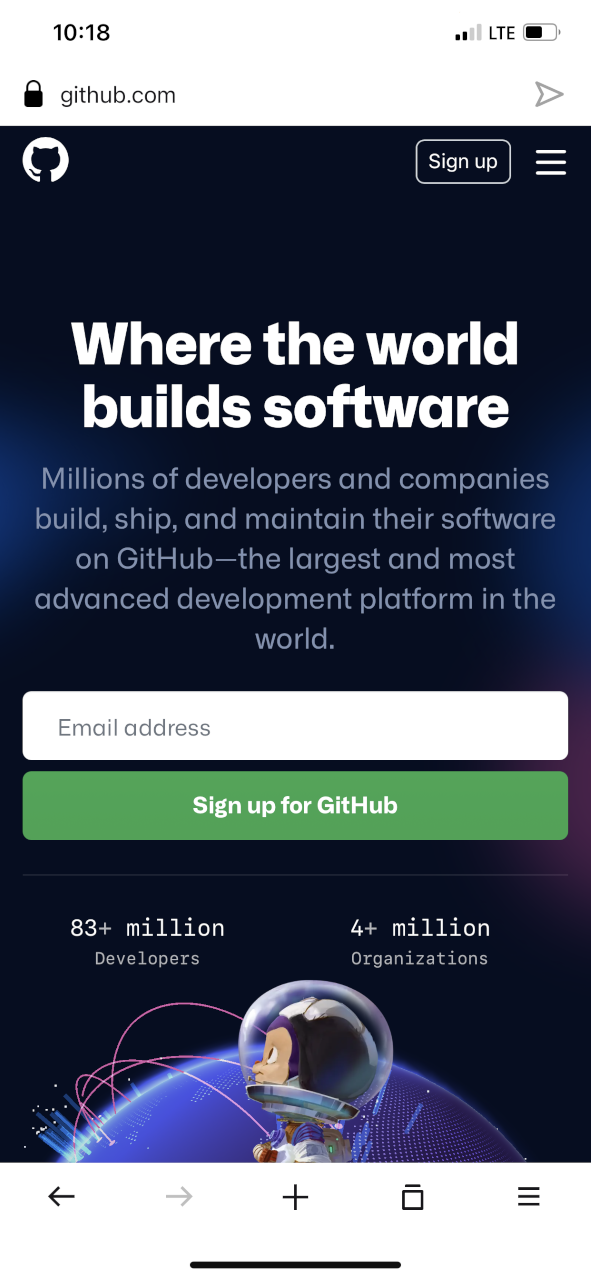 10:18
LTE
github.com
Sign up
Where the world
builds software
Millions of developers and companies
build, ship, and maintain their software
on GitHub—the largest and most
advanced development platform in the
world.
Email address
Sign up for GitHub
83+ million
Developers
4+ million
Organizations